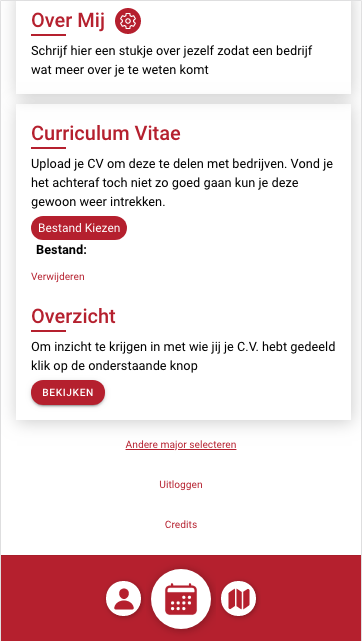 Over Mij
Schrijf hier een stukje over jezelf zodat een bedrijf
wat meer over je te weten komt
Curriculum Vitae
Upload je CV om deze te delen met bedrijven. Vond je
het achteraf toch niet zo goed gaan kun je deze
gewoon weer intrekken.
Bestand Kiezen
Bestand:
Verwijderen
Overzicht
Om inzicht te krijgen in met wie jij je C.V. hebt gedeeld
klik op de onderstaande knop
BEKIJKEN
Andere major selecteren
Uitloggen
Credits